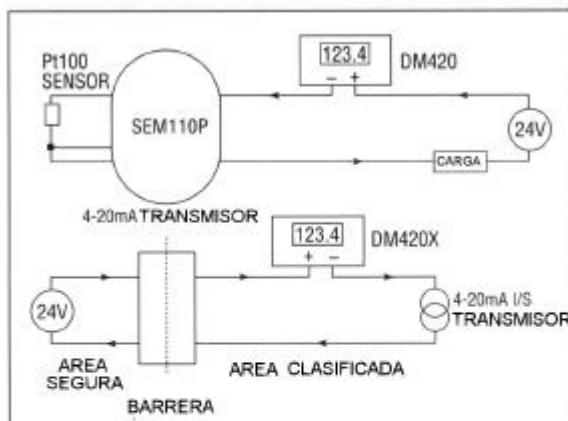 Pt100
SENSOR
SEM110P
4-20mA TRANSMISOR
123.4
- +
DM420
24V
CARGA
123.4
+ -
DM420X
24V
4-20mA I/S
TRANSMISOR
AREA
SEGURA
AREA CLASIFICADA
BARRERA